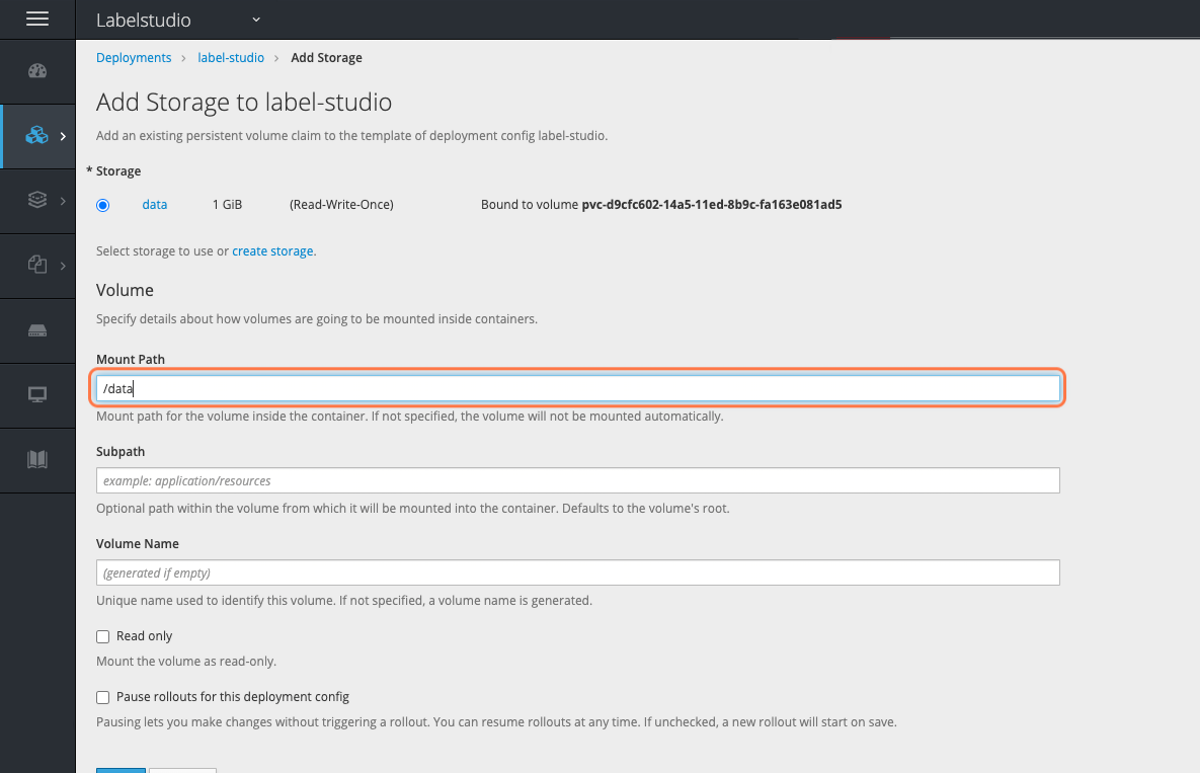 Labelstudio
Deployments > label-studio > Add Storage
Add Storage to label-studio
Add an existing persistent volume claim to the template of deployment config label-studio.
* Storage
data 1 GiB (Read-Write-Once) Bound to volume pvc-d9cfc602-14a5-11ed-8b9c-fa163e081ad5
Select storage to use or create storage.
Volume
Specify details about how volumes are going to be mounted inside containers.
Mount Path
/data
Mount path for the volume inside the container. If not specified, the volume will not be mounted automatically.
Subpath
example: application/resources
Optional path within the volume from which it will be mounted into the container. Defaults to the volume's root.
Volume Name
(generated if empty)
Unique name used to identify this volume. If not specified, a volume name is generated.
Read only
Mount the volume as read-only.
Pause rollouts for this deployment config
Pausing lets you make changes without triggering a rollout. You can resume rollouts at any time. If unchecked, a new rollout will start on save.